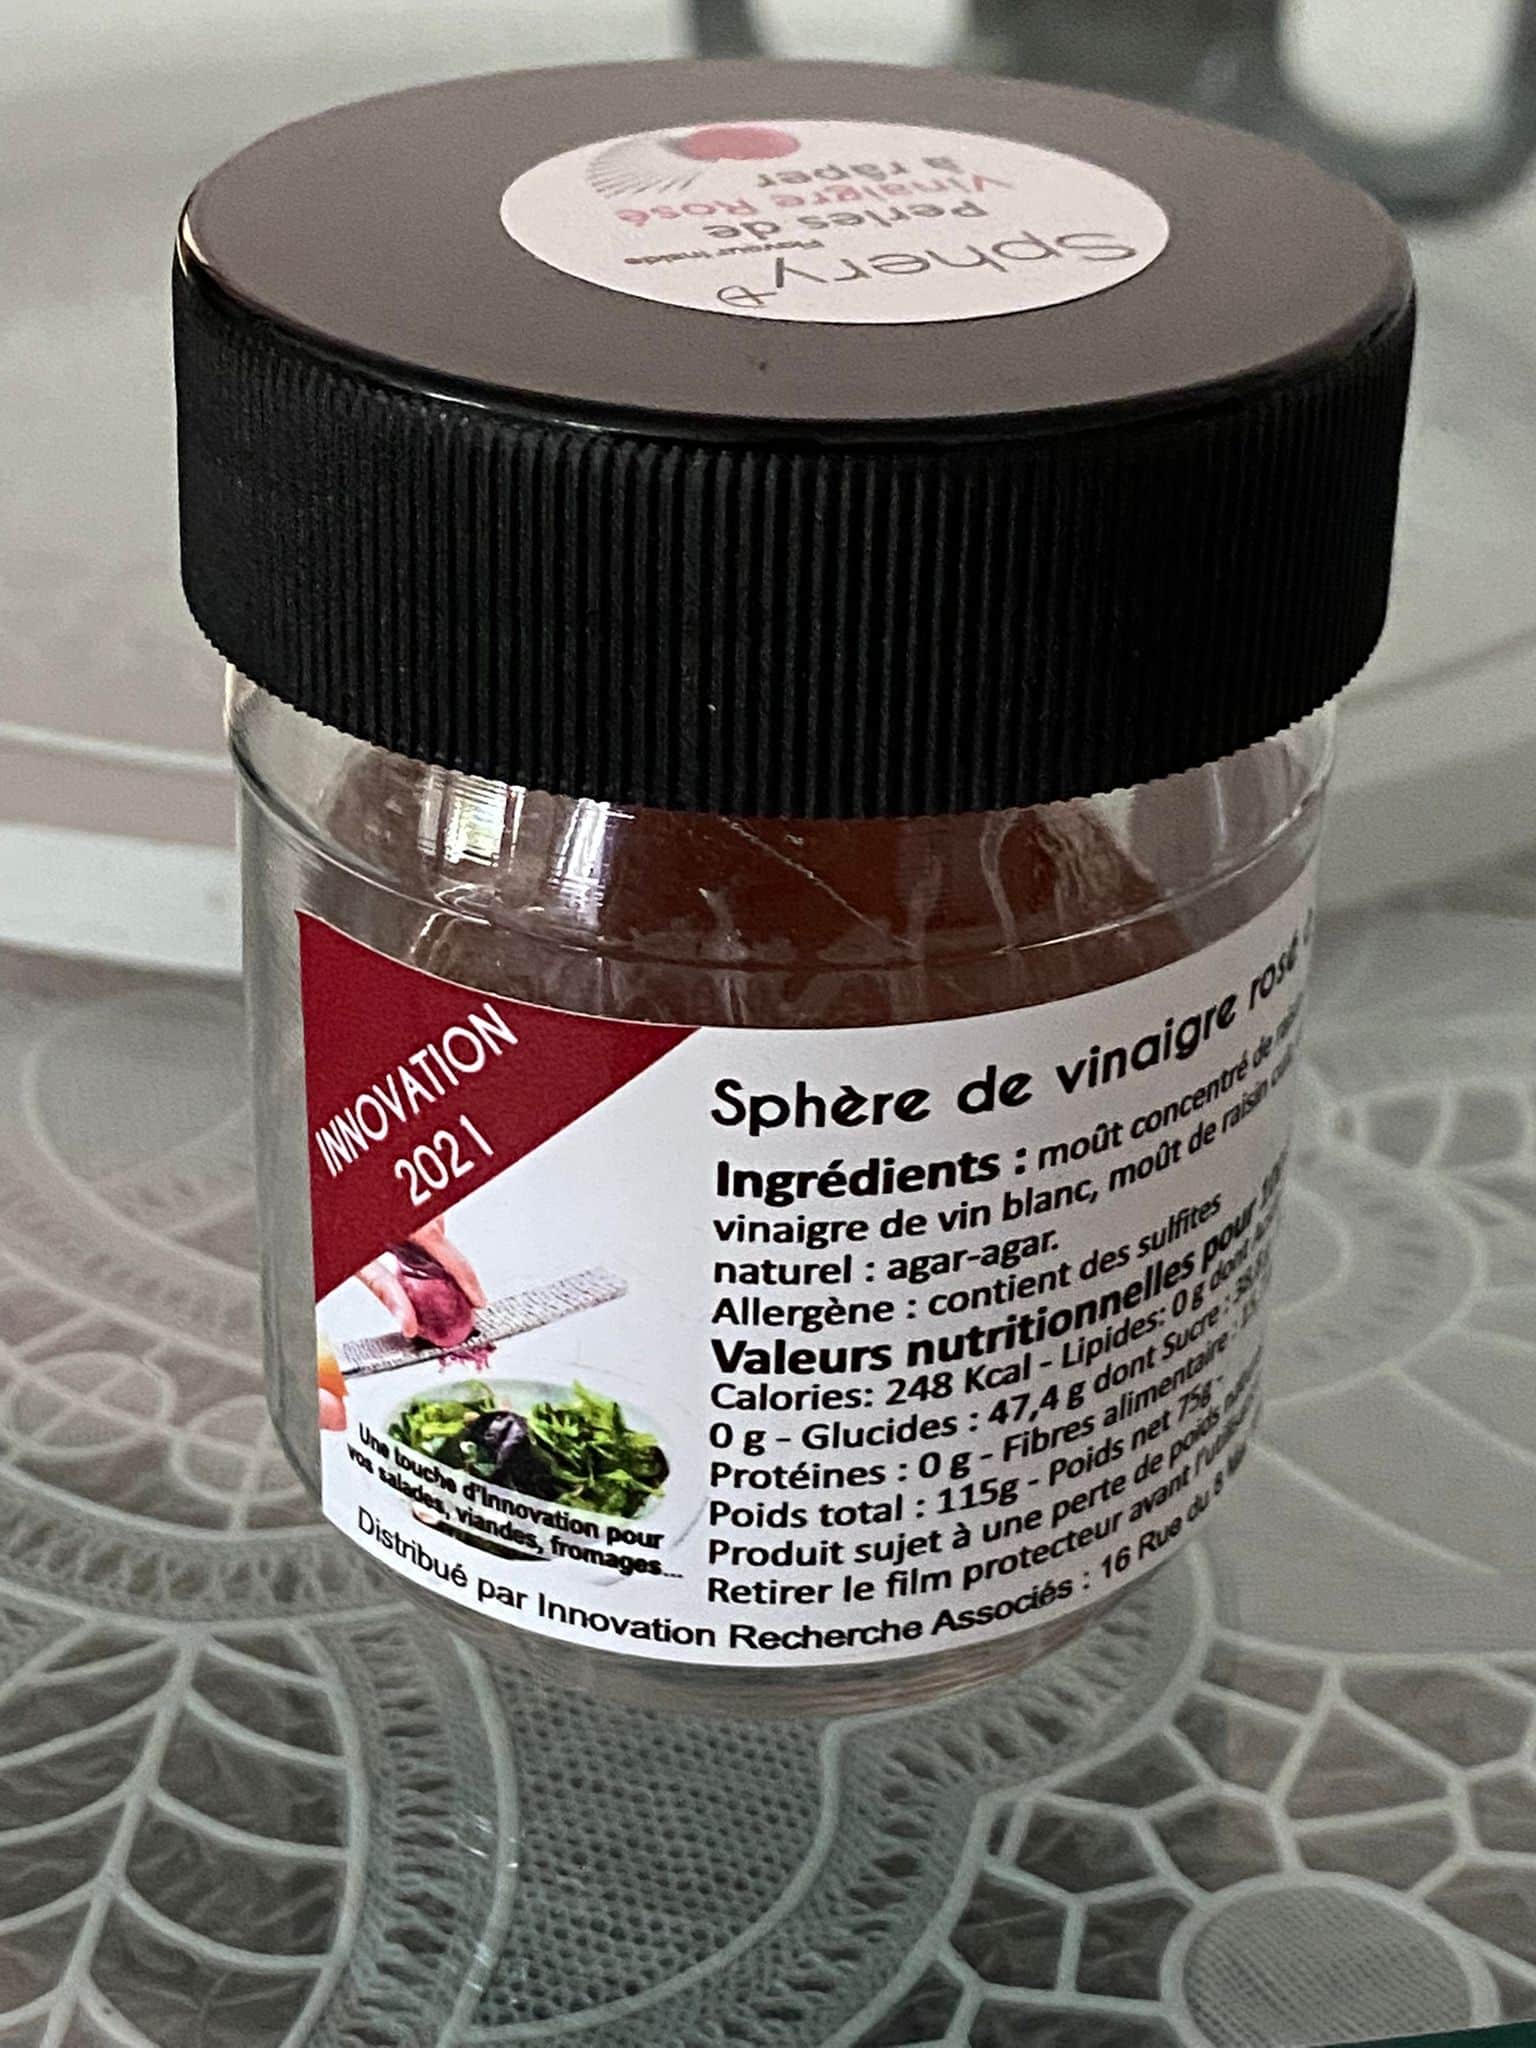 Sphery
Flavour inside
Perles de
Vinaigre Rosé
à râper
INNOVATION
2021
Une touche d'Innovation pour
vos salades, viandes, fromages...
Sphère de vinaigre rosé
Ingrédients : moût concentré de
vinaigre de vin blanc, moût de raisin
naturel : agar-agar.
Allergène : contient des sulfites
Valeurs nutritionnelles pour
Calories: 248 Kcal - Lipides: 0 g dont
0 g - Glucides : 47,4 g dont Sucre :
Protéines : 0 g - Fibres alimentaire :
Poids total : 115g - Poids net 75g -
Produit sujet à une perte de poids
Retirer le film protecteur avant
Distribué par Innovation Recherche Associés : 16 Rue du 8